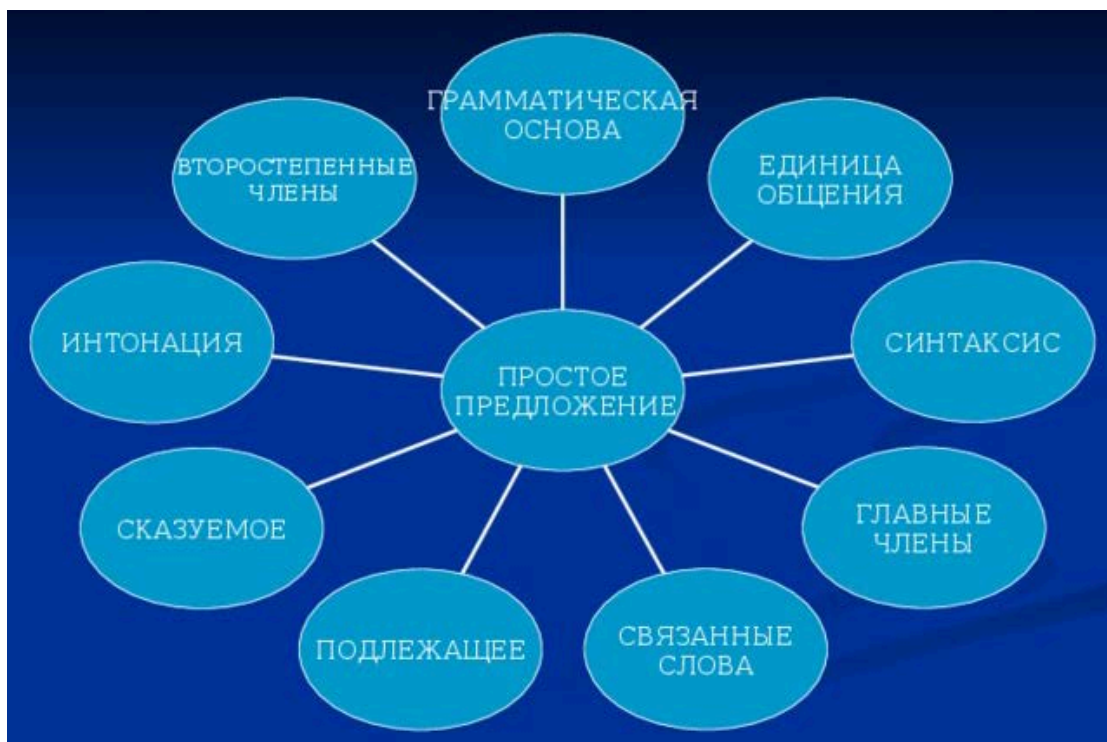 ГРАММАТИЧЕСКАЯ
ОСНОВА
ВТОРОСТЕПЕННЫЕ
ЧЛЕНЫ
ЕДИНИЦА
ОБЩЕНИЯ
ИНТОНАЦИЯ
СИНТАКСИС
ПРОСТОЕ
ПРЕДЛОЖЕНИЕ
СКАЗУЕМОЕ
ГЛАВНЫЕ
ЧЛЕНЫ
ПОДЛЕЖАЩЕЕ
СВЯЗАННЫЕ
СЛОВА